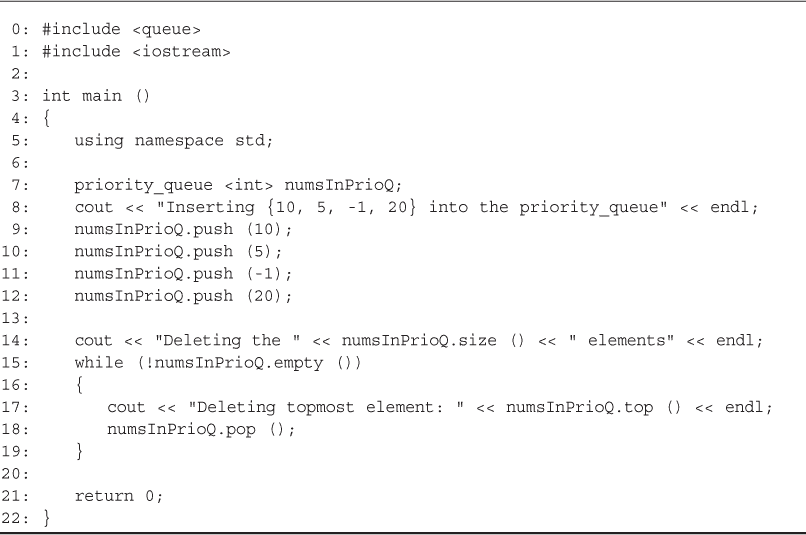 0: #include <queue>
1: #include <iostream>
2:
3: int main ()
4: {
5:    using namespace std;
6:
7:    priority_queue <int> numsInPrioQ;
8:    cout << "Inserting {10, 5, -1, 20} into the priority_queue" << endl;
9:    numsInPrioQ.push (10);
10:    numsInPrioQ.push (5);
11:    numsInPrioQ.push (-1);
12:    numsInPrioQ.push (20);
13:
14:    cout << "Deleting the " << numsInPrioQ.size () << " elements" << endl;
15:    while (!numsInPrioQ.empty ())
16:    {
17:       cout << "Deleting topmost element: " << numsInPrioQ.top () << endl;
18:       numsInPrioQ.pop ();
19:    }
20:
21:    return 0;
22: }